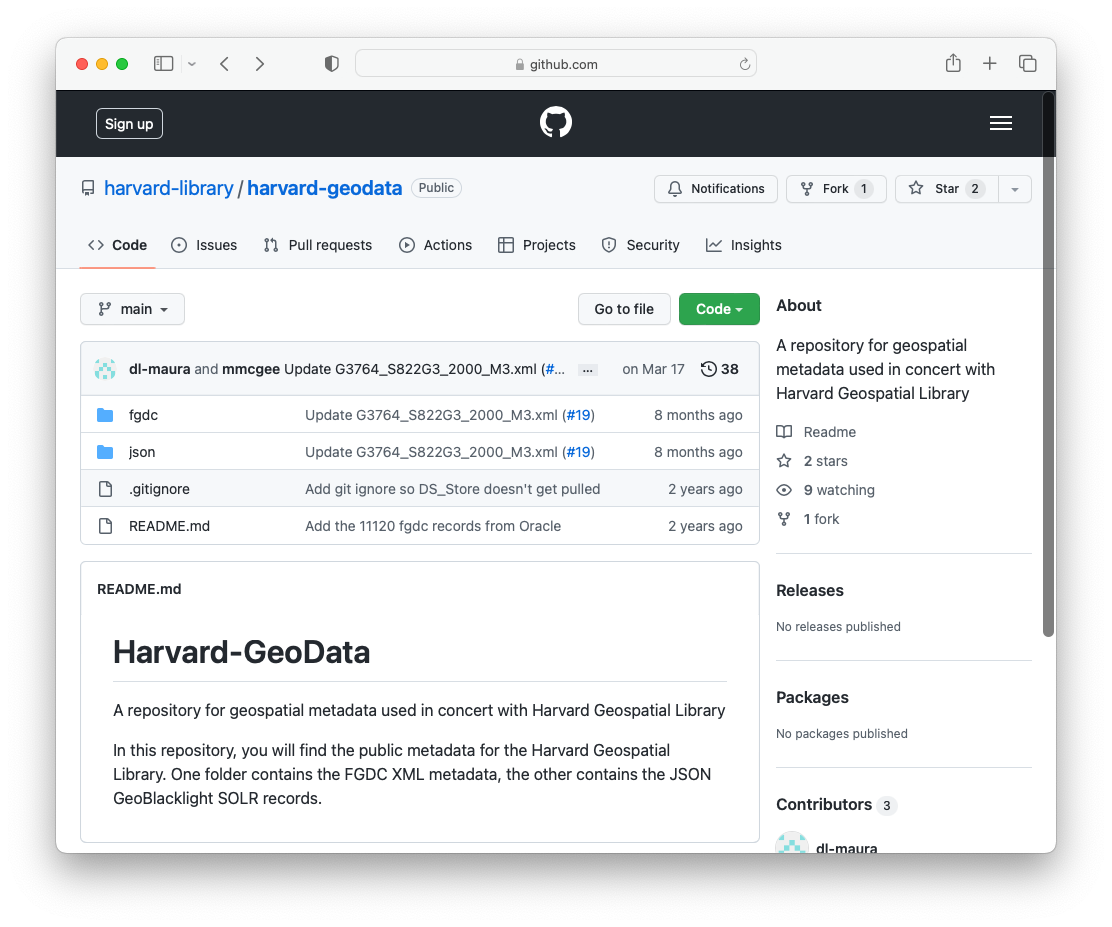 github.com
Sign up
harvard-library / harvard-geodata Public
Notifications Fork 1 Star 2
Code Issues Pull requests Actions Projects Security Insights
main Go to file Code
dl-maura and mmcgee Update G3764_S822G3_2000_M3.xml (#... ... on Mar 17 38
fgdc Update G3764_S822G3_2000_M3.xml (#19) 8 months ago
json Update G3764_S822G3_2000_M3.xml (#19) 8 months ago
.gitignore Add git ignore so DS_Store doesn't get pulled 2 years ago
README.md Add the 11120 fgdc records from Oracle 2 years ago
README.md
Harvard-GeoData
A repository for geospatial metadata used in concert with Harvard Geospatial Library
In this repository, you will find the public metadata for the Harvard Geospatial
Library. One folder contains the FGDC XML metadata, the other contains the JSON
GeoBlacklight SOLR records.
About
A repository for geospatial
metadata used in concert with
Harvard Geospatial Library
Readme
2 stars
9 watching
1 fork
Releases
No releases published
Packages
No packages published
Contributors 3
dl-maura